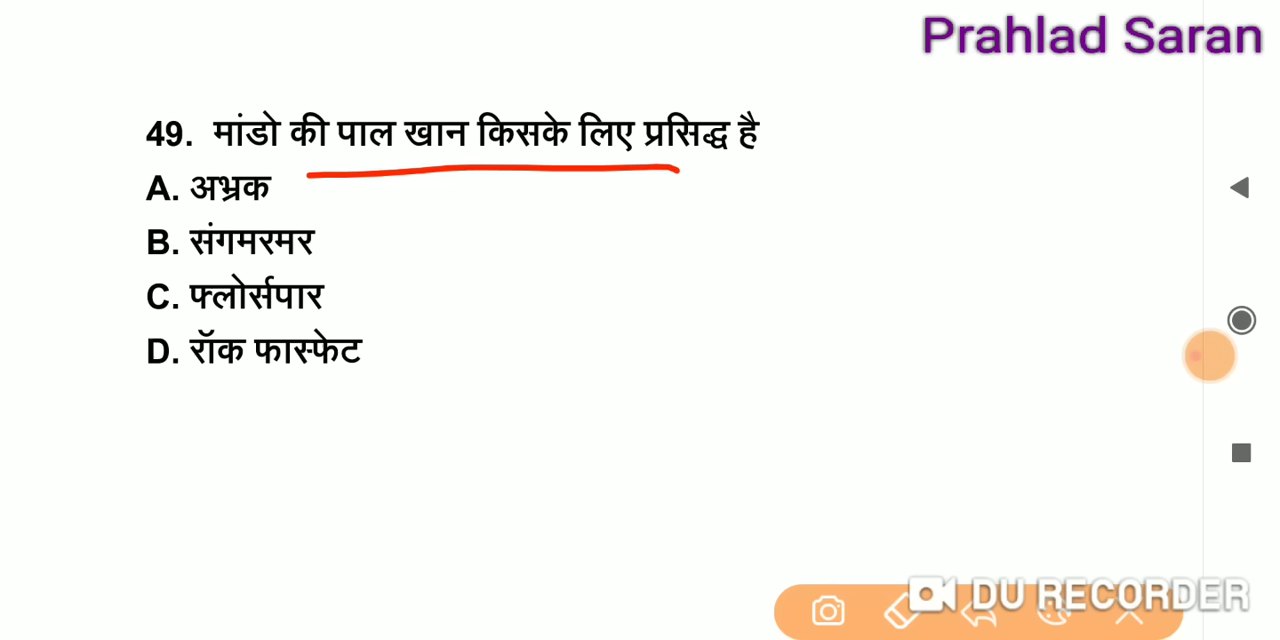 Prahlad Saran
49. मांडो की पाल खान किसके लिए प्रसिद्ध है
A. अभ्रक
B. संगमरमर
C. फ्लोर्सपार
D. रॉक फास्फेट
DU RECORDER